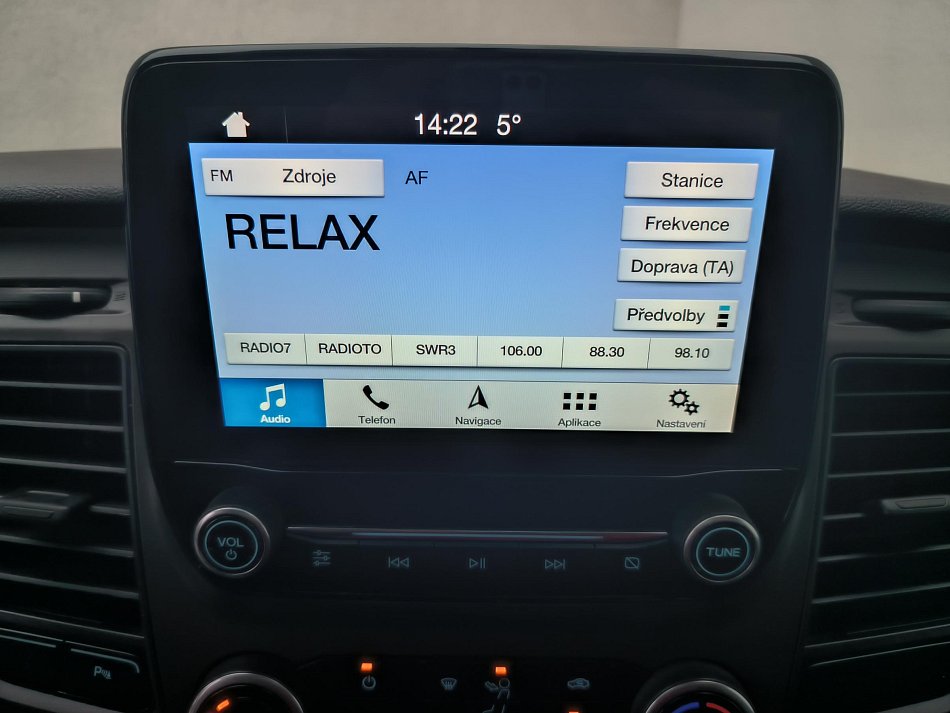 14:22 5°
FM Zdroje AF Stanice
RELAX Frekvence
Doprava (TA)
Předvolby
RADIO7 RADIOTO SWR3 106.00 88.30 98.10
Audio Telefon Navigace Aplikace Nastavení
VOL TUNE
P